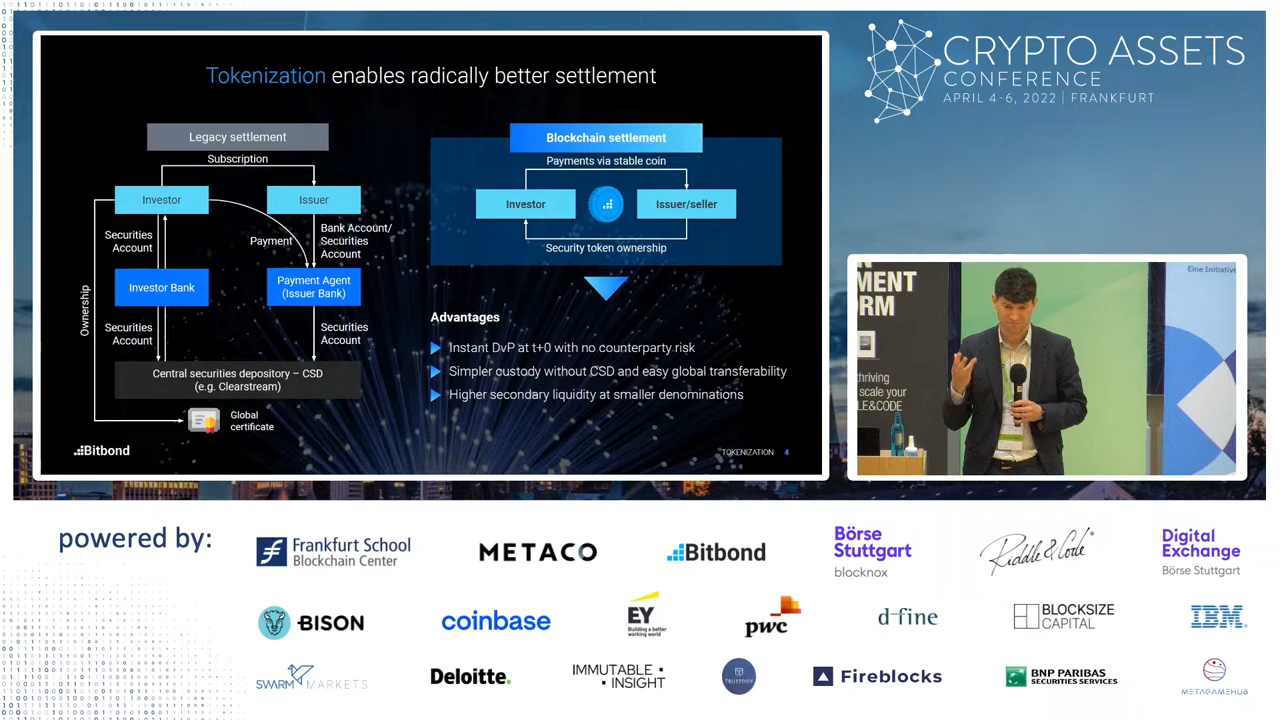 Tokenization enables radically better settlement
Legacy settlement
Subscription
Investor
Issuer
Securities
Account
Payment
Bank Account/
Securities
Account
Investor Bank
Payment Agent
(Issuer Bank)
Ownership
Securities
Account
Securities
Account
Central securities depository – CSD
(e.g. Clearstream)
Global
certificate
Blockchain settlement
Payments via stable coin
Investor
Issuer/seller
Security token ownership
Advantages
Instant DvP at t+0 with no counterparty risk
Simpler custody without CSD and easy global transferability
Higher secondary liquidity at smaller denominations
Bitbond
TOKENIZATION 4
CRYPTO ASSETS
CONFERENCE
APRIL 4-6, 2022 | FRANKFURT
MENT
RM
thriving
scale your
LE&CODE
Eine Initiative
powered by:
Frankfurt School
Blockchain Center
METACO
Bitbond
Börse
Stuttgart
blocknox
Riddle & Code
Digital
Exchange
Börse Stuttgart
BISON
coinbase
EY
Building a better
working world
pwc
d-fine
BLOCKSIZE
CAPITAL
IBM
SWARM MARKETS
Deloitte.
IMMUTABLE
INSIGHT
TRUSTODY
Fireblocks
BNP PARIBAS
SECURITIES SERVICES
METAGAMEHUB